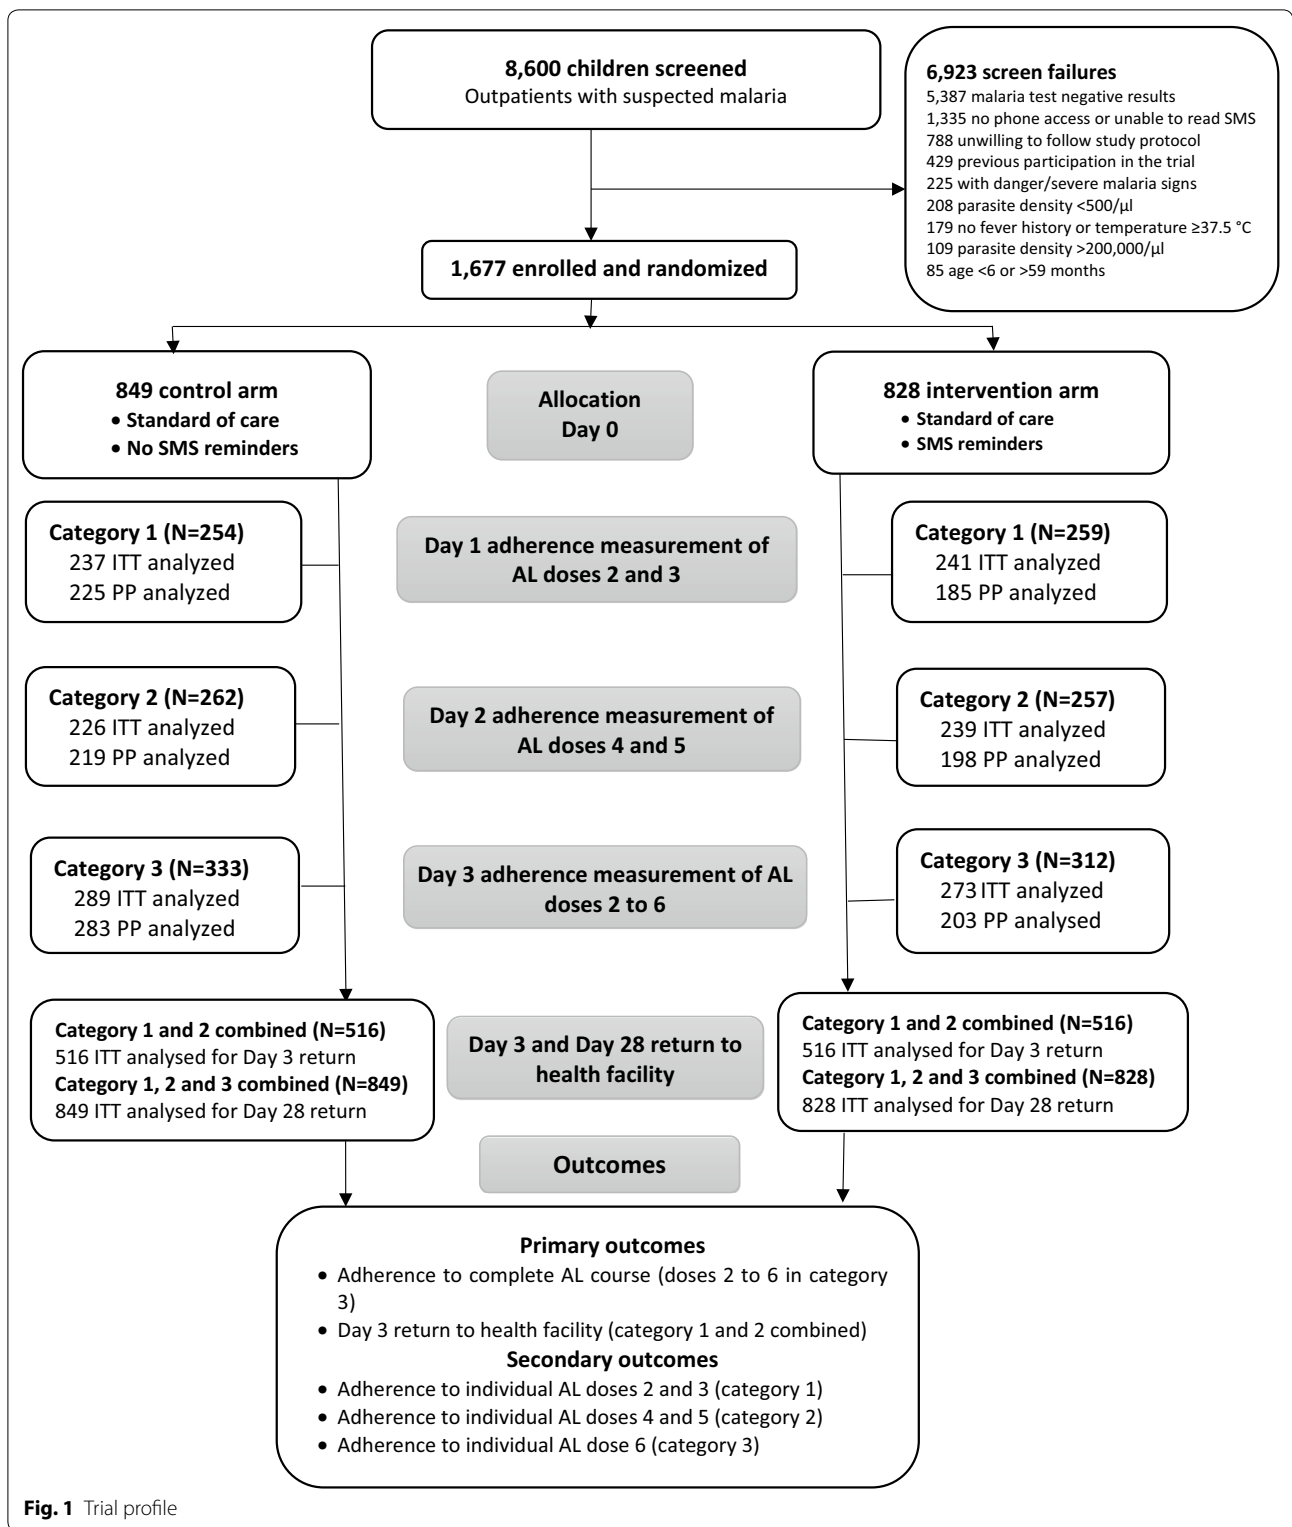 8,600 children screened
Outpatients with suspected malaria
6,923 screen failures
5,387 malaria test negative results
1,335 no phone access or unable to read SMS
788 unwilling to follow study protocol
429 previous participation in the trial
225 with danger/severe malaria signs
208 parasite density <500/µl
179 no fever history or temperature ≥37.5 °C
109 parasite density >200,000/µl
85 age <6 or >59 months
1,677 enrolled and randomized
849 control arm
• Standard of care
• No SMS reminders
Allocation
Day 0
828 intervention arm
• Standard of care
• SMS reminders
Category 1 (N=254)
237 ITT analyzed
225 PP analyzed
Day 1 adherence measurement of
AL doses 2 and 3
Category 1 (N=259)
241 ITT analyzed
185 PP analyzed
Category 2 (N=262)
226 ITT analyzed
219 PP analyzed
Day 2 adherence measurement of
AL doses 4 and 5
Category 2 (N=257)
239 ITT analyzed
198 PP analyzed
Category 3 (N=333)
289 ITT analyzed
283 PP analyzed
Day 3 adherence measurement of AL
doses 2 to 6
Category 3 (N=312)
273 ITT analyzed
203 PP analysed
Category 1 and 2 combined (N=516)
516 ITT analysed for Day 3 return
Category 1, 2 and 3 combined (N=849)
849 ITT analysed for Day 28 return
Day 3 and Day 28 return to
health facility
Category 1 and 2 combined (N=516)
516 ITT analysed for Day 3 return
Category 1, 2 and 3 combined (N=828)
828 ITT analysed for Day 28 return
Outcomes
Primary outcomes
• Adherence to complete AL course (doses 2 to 6 in category
3)
• Day 3 return to health facility (category 1 and 2 combined)
Secondary outcomes
• Adherence to individual AL doses 2 and 3 (category 1)
• Adherence to individual AL doses 4 and 5 (category 2)
• Adherence to individual AL dose 6 (category 3)
Fig. 1 Trial profile